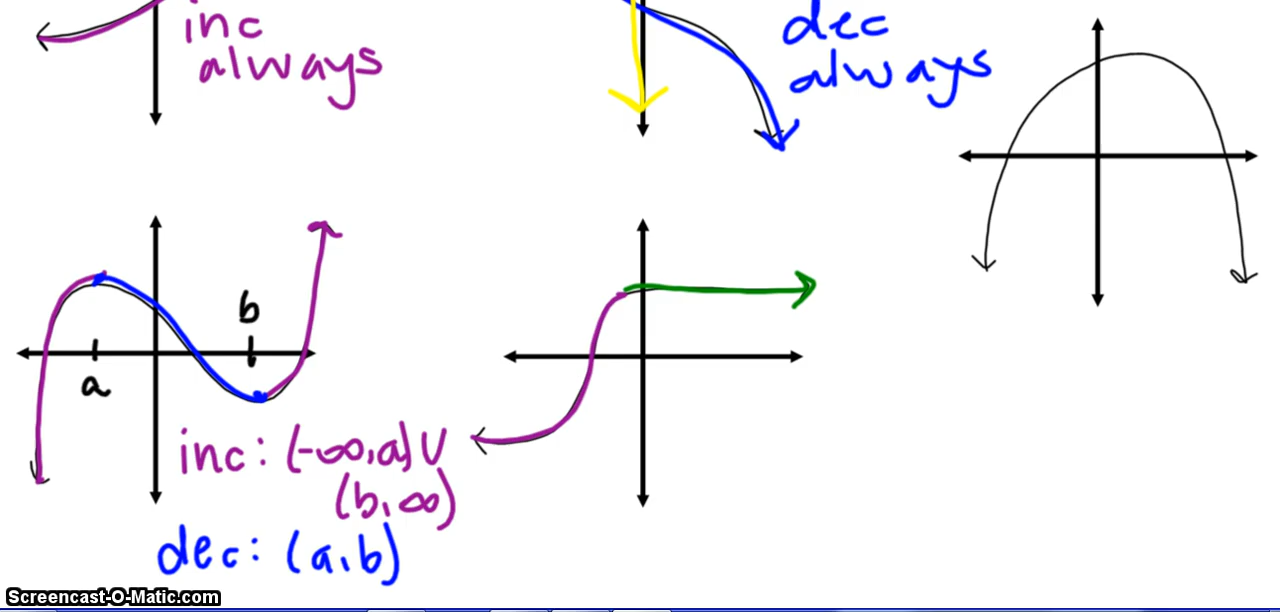 inc
always
dec
always
b
a
inc: (-∞,a)∪
(b,∞)
dec: (a,b)
Screencast-O-Matic.com